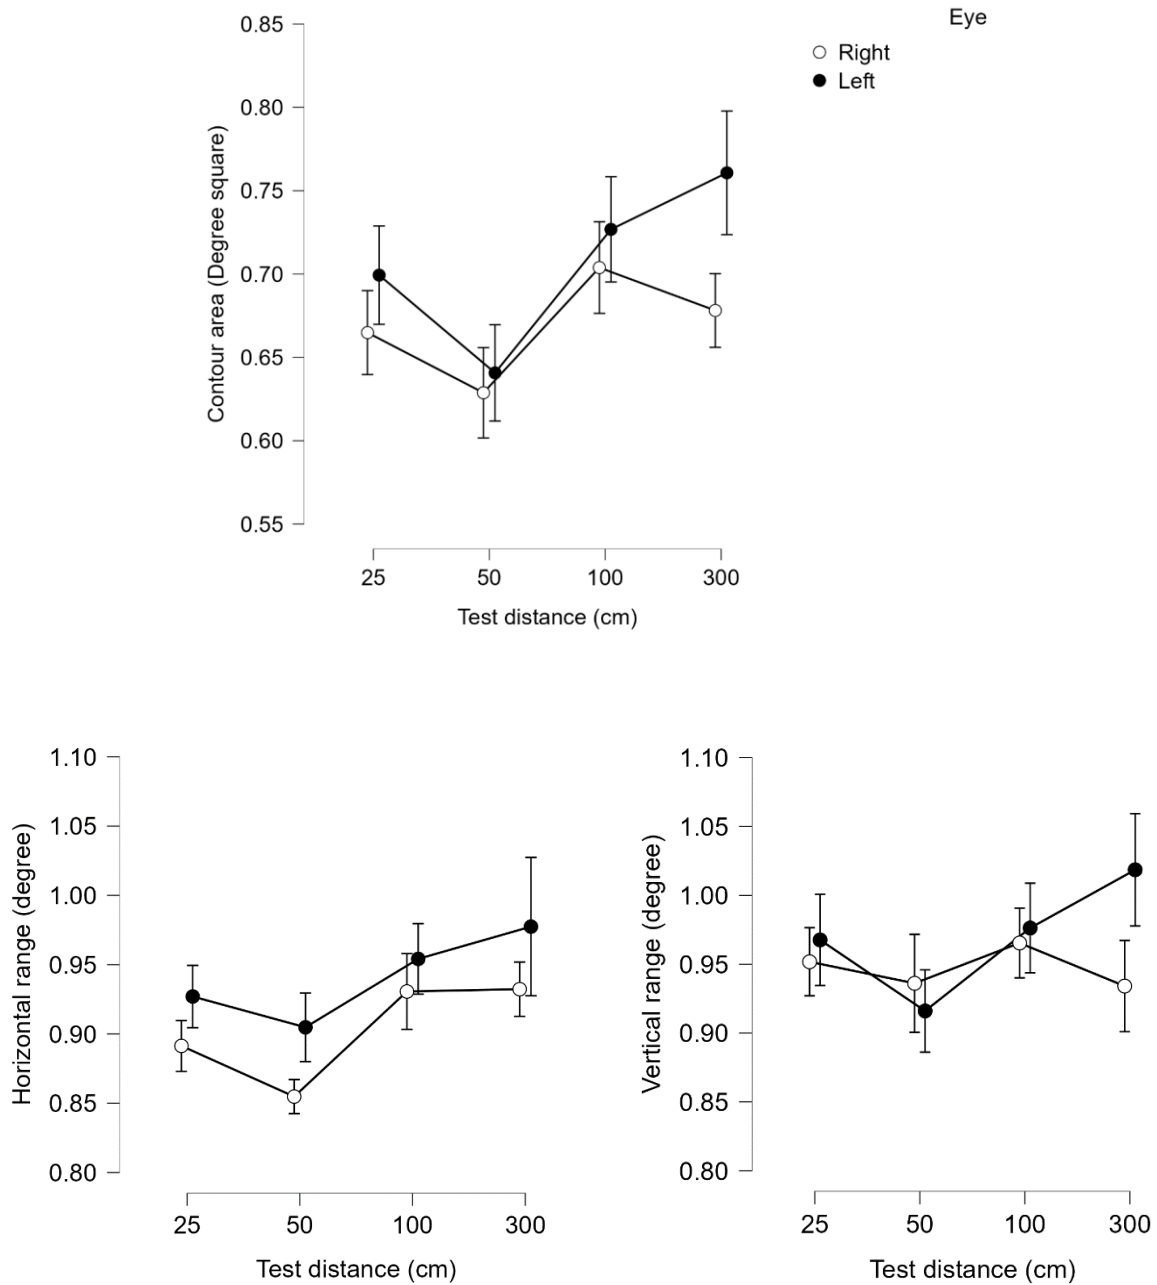 Eye
Right
Left
0.85
0.80
0.75
0.70
0.65
0.60
0.55
Contour area (Degree square)
25 50 100 300
Test distance (cm)
1.10
1.05
1.00
0.95
0.90
0.85
0.80
Horizontal range (degree)
25 50 100 300
Test distance (cm)
1.10
1.05
1.00
0.95
0.90
0.85
0.80
Vertical range (degree)
25 50 100 300
Test distance (cm)